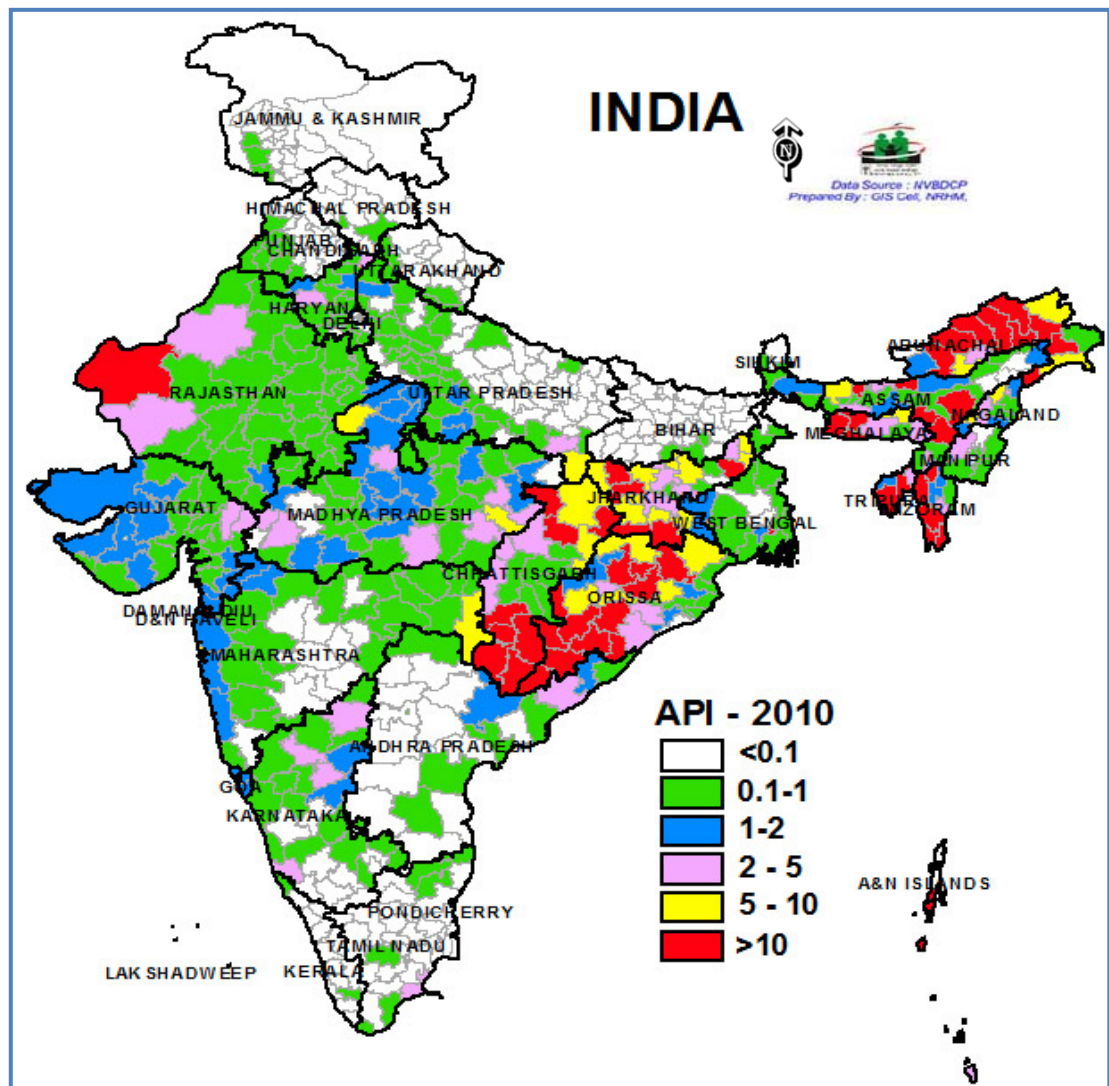 INDIA
N
Data Source : NVBDCP
Prepared By : GIS Cell, NRHM,
JAMMU & KASHMIR
HIMACHAL PRADESH
PUNJAB
CHANDIGARH
UTTARAKHAND
HARYANA
DELHI
RAJASTHAN
UTTAR PRADESH
SIKKIM
ARUNACHAL PR
ASSAM
NAGALAND
MEGHALAYA
BIHAR
MANIPUR
TRIPURA
MIZORAM
GUJARAT
MADHYA PRADESH
JHARKHAND
WEST BENGAL
CHHATTISGARH
ORISSA
DAMAN & DIU
D&N HAVELI
MAHARASHTRA
ANDHRA PRADESH
GOA
KARNATAKA
PONDICHERRY
TAMIL NADU
KERALA
LAKSHADWEEP
A&N ISLANDS
API - 2010
<0.1
0.1-1
1-2
2 - 5
5 - 10
>10